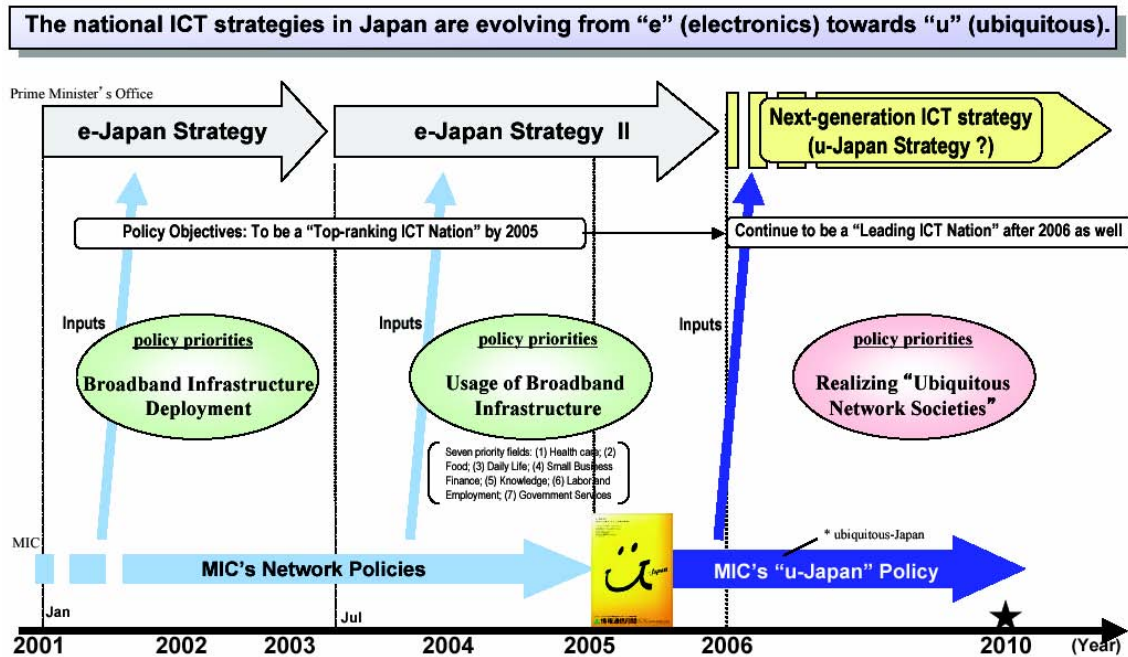 The national ICT strategies in Japan are evolving from “e” (electronics) towards “u” (ubiquitous).
Prime Minister's Office
e-Japan Strategy
e-Japan Strategy II
Next-generation ICT strategy
(u-Japan Strategy ?)
Policy Objectives: To be a “Top-ranking ICT Nation” by 2005
Continue to be a “Leading ICT Nation” after 2006 as well
Inputs
policy priorities
Broadband Infrastructure
Deployment
Inputs
policy priorities
Usage of Broadband
Infrastructure
Inputs
policy priorities
Realizing “Ubiquitous
Network Societies”
Seven priority fields: (1) Health care; (2)
Food; (3) Daily Life; (4) Small Business
Finance; (5) Knowledge; (6) Labor and
Employment; (7) Government Services
MIC
MIC's Network Policies
u
Japan
* ubiquitous-Japan
MIC's “u-Japan” Policy
Jan
Jul
2001
2002
2003
2004
2005
2006
2010
(Year)